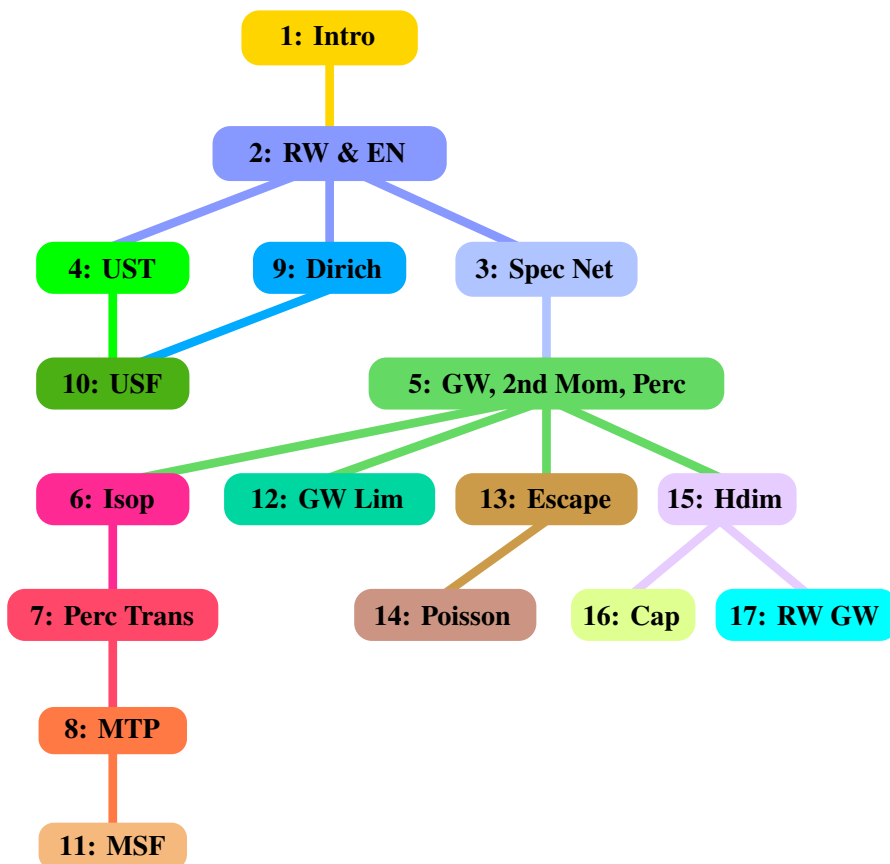 1: Intro
2: RW & EN
4: UST
9: Dirich
3: Spec Net
10: USF
5: GW, 2nd Mom, Perc
6: Isop
12: GW Lim
13: Escape
15: Hdim
7: Perc Trans
14: Poisson
16: Cap
17: RW GW
8: MTP
11: MSF